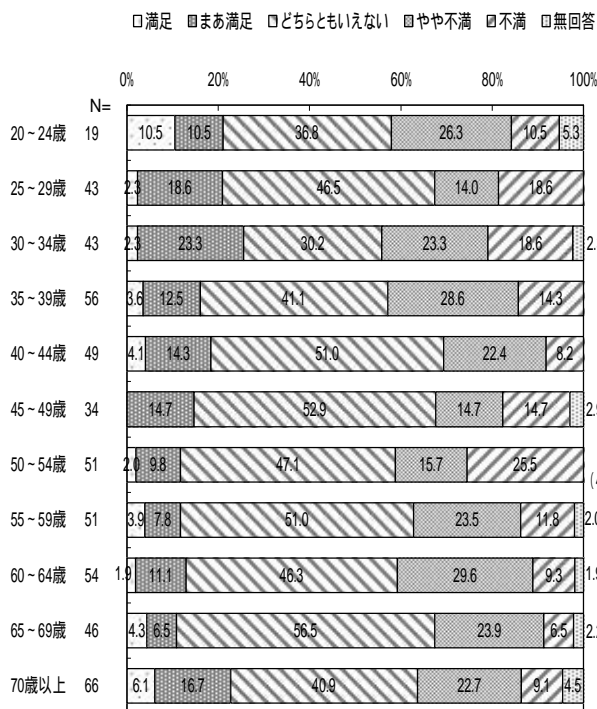 満足 まあ満足 どちらともいえない やや不満 不満 無回答
0% 20% 40% 60% 80% 100%
N=
20～24歳 19 10.5 10.5 36.8 26.3 10.5 5.3
25～29歳 43 2.3 18.6 46.5 14.0 18.6
30～34歳 43 2.3 23.3 30.2 23.3 18.6 2.
35～39歳 56 3.6 12.5 41.1 28.6 14.3
40～44歳 49 4.1 14.3 51.0 22.4 8.2
45～49歳 34 14.7 52.9 14.7 14.7 2.9
50～54歳 51 2.0 9.8 47.1 15.7 25.5
55～59歳 51 3.9 7.8 51.0 23.5 11.8 2.0
60～64歳 54 1.9 11.1 46.3 29.6 9.3 1.9
65～69歳 46 4.3 6.5 56.5 23.9 6.5 2.2
70歳以上 66 6.1 16.7 40.9 22.7 9.1 4.5